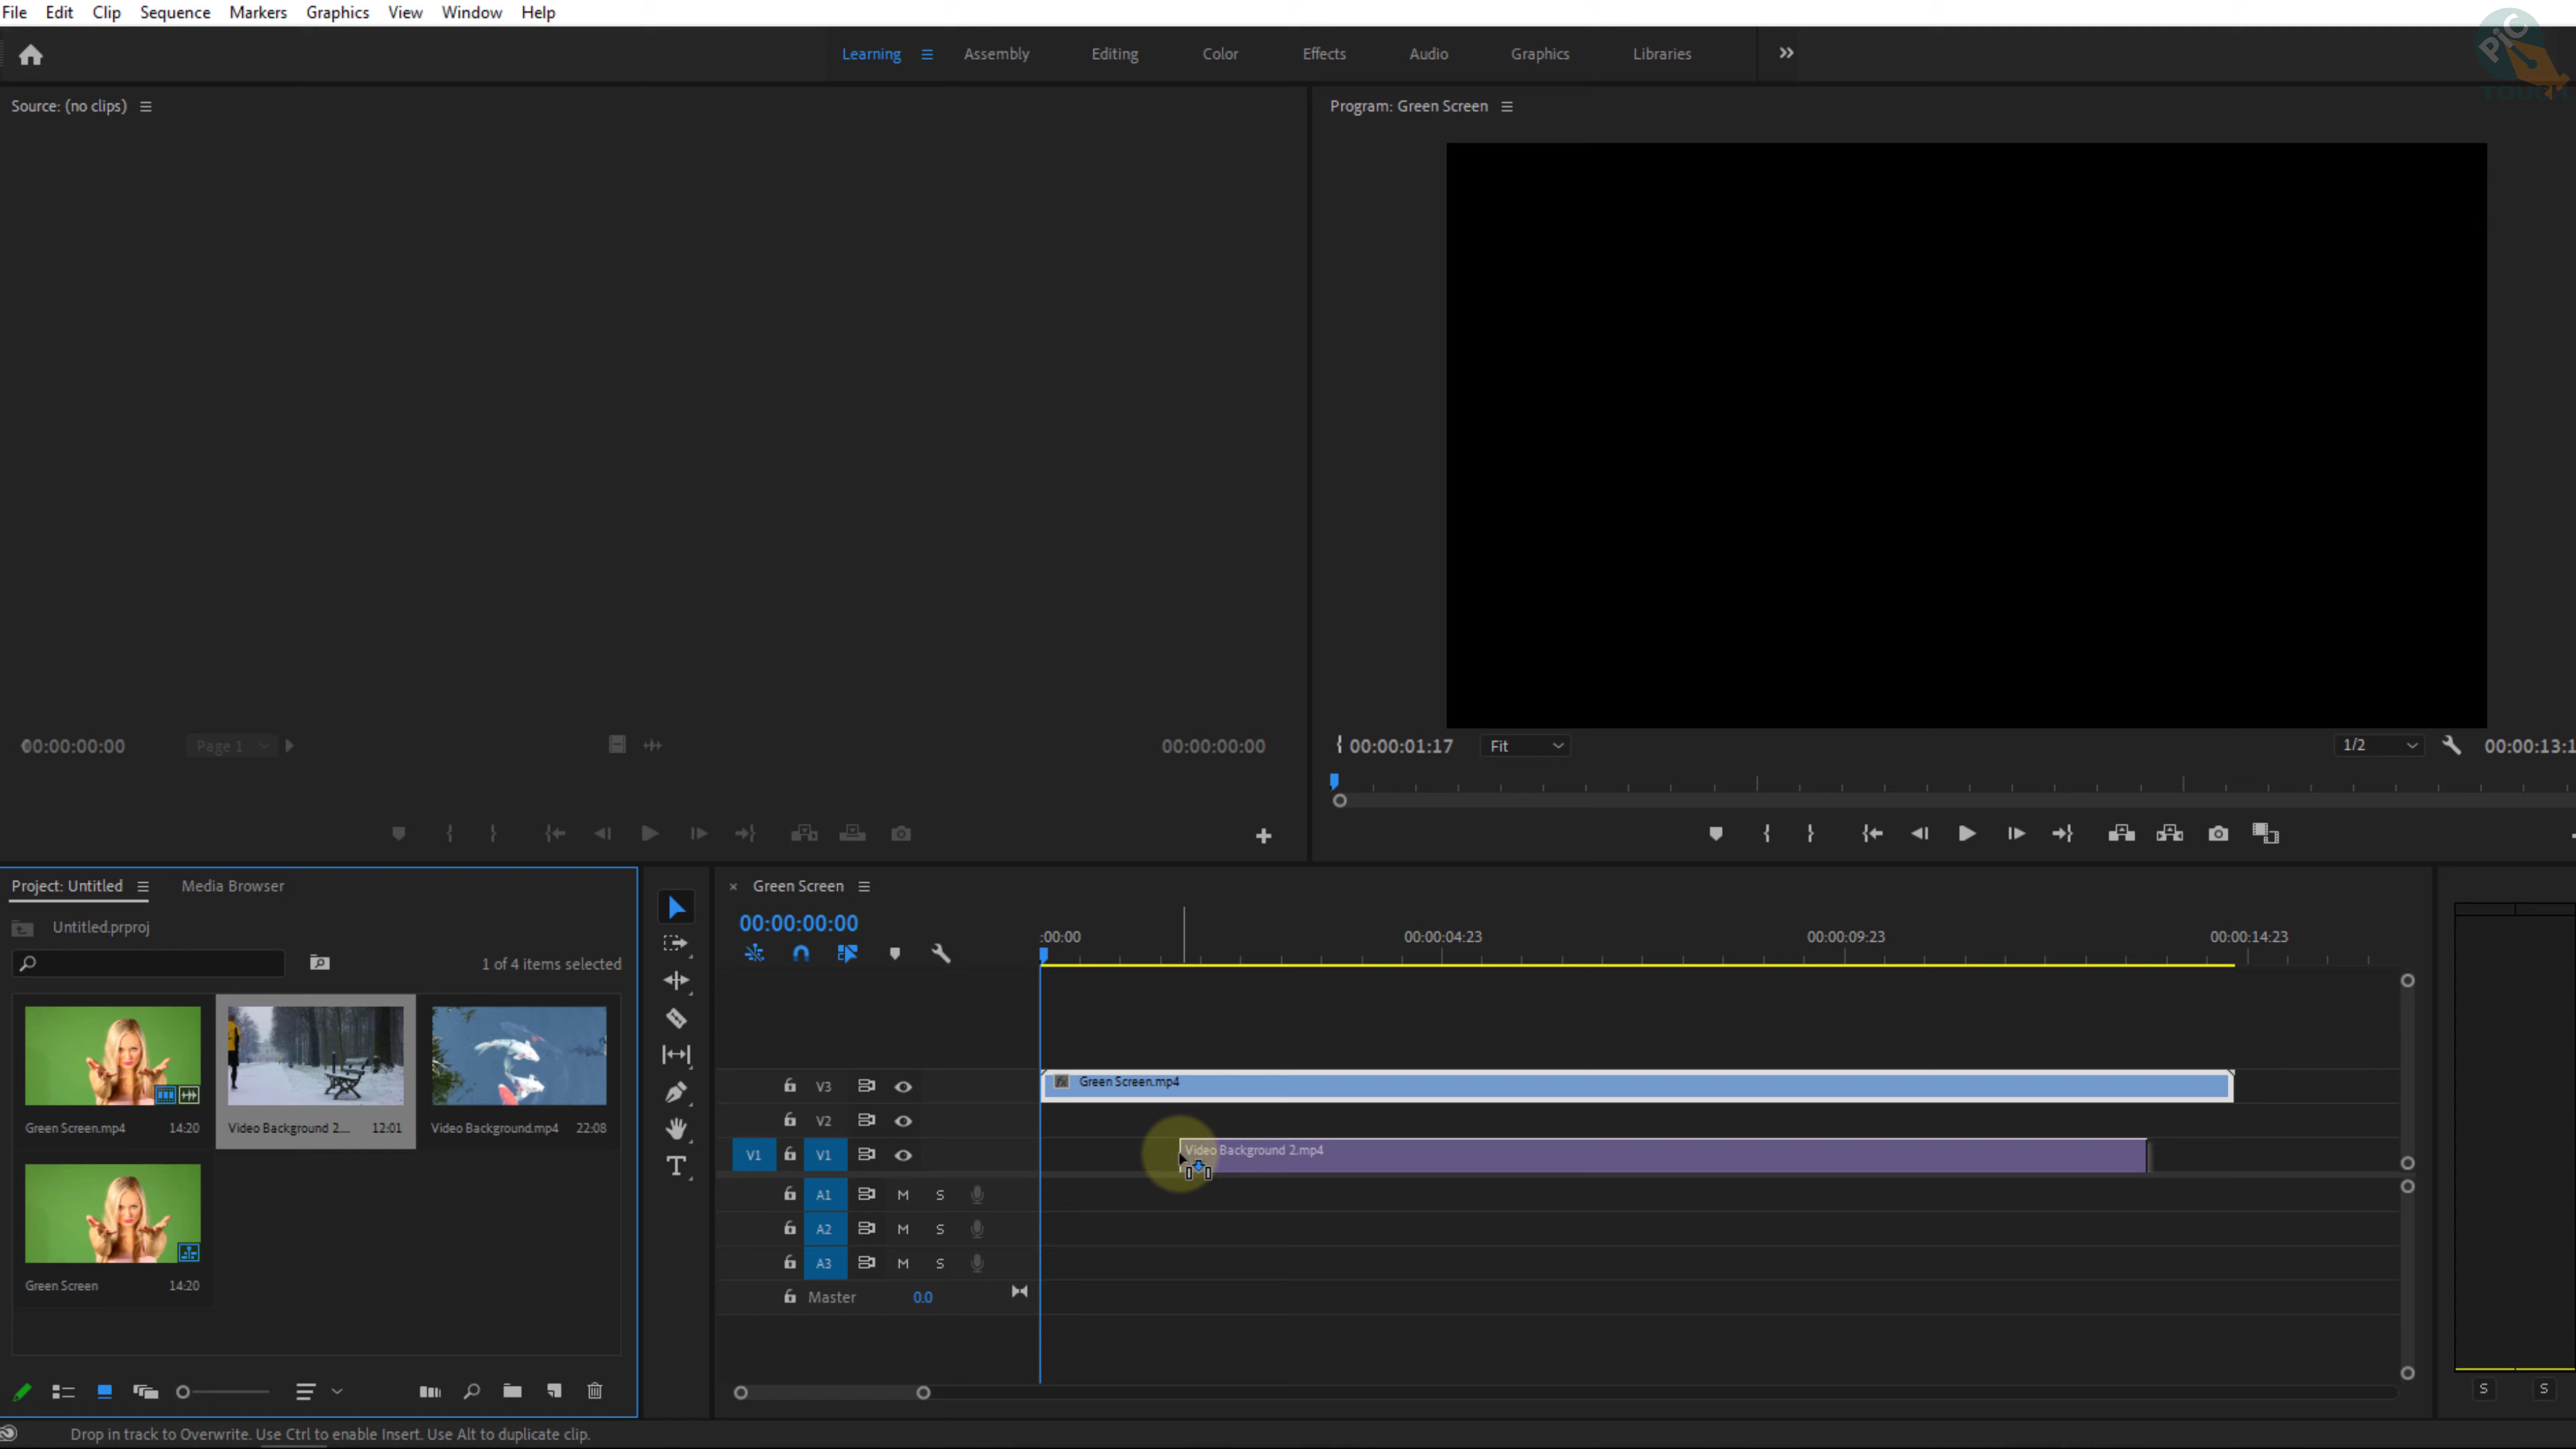 File Edit Clip Sequence Markers Graphics View Window Help
PiC
TOUCH
Learning Assembly Editing Color Effects Audio Graphics Libraries
Source: (no clips)
Program: Green Screen
00:00:00:00 Page 1 00:00:00:00
00:00:01:17 Fit 1/2 00:00:13:1
Project: Untitled Media Browser
Untitled.prproj
1 of 4 items selected
Green Screen.mp4 14:20
Video Background 2... 12:01
Video Background.mp4 22:08
Green Screen 14:20
Green Screen
00:00:00:00
:00:00 00:00:04:23 00:00:09:23 00:00:14:23
V3 Green Screen.mp4
V2
V1 V1 Video Background 2.mp4
A1 M S
A2 M S
A3 M S
Master 0.0
S S
Drop in track to Overwrite. Use Ctrl to enable Insert. Use Alt to duplicate clip.